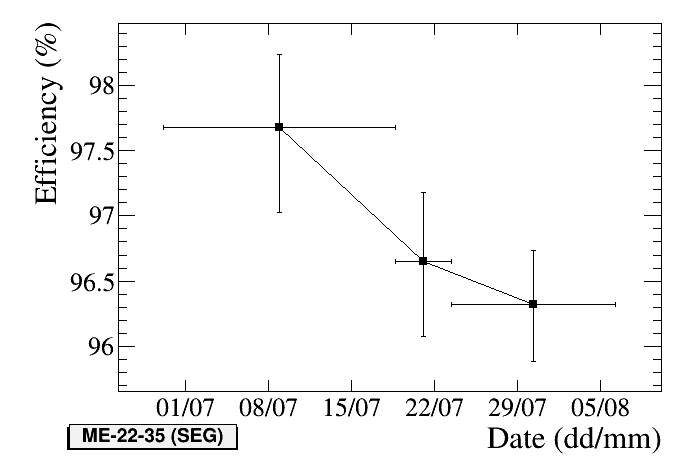 Efficiency (%)
98
97.5
97
96.5
96
01/07 08/07 15/07 22/07 29/07 05/08
ME-22-35 (SEG)
Date (dd/mm)